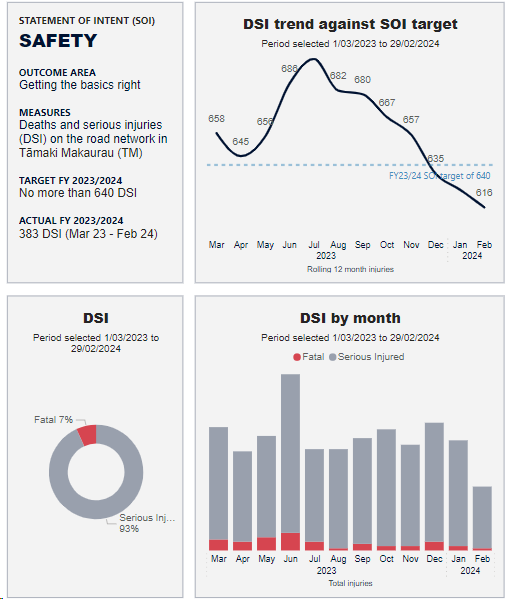 STATEMENT OF INTENT (SOI)
SAFETY
OUTCOME AREA
Getting the basics right
MEASURES
Deaths and serious injuries
(DSI) on the road network in
Tāmaki Makaurau (TM)
TARGET FY 2023/2024
No more than 640 DSI
ACTUAL FY 2023/2024
383 DSI (Mar 23 - Feb 24)
DSI trend against SOI target
Period selected 1/03/2023 to 29/02/2024
658 645 656 686 682 680 667 657 635 616
FY23/24 SOI target of 640
Mar Apr May Jun Jul Aug Sep Oct Nov Dec Jan Feb
2023 2024
Rolling 12 month injuries
DSI
Period selected 1/03/2023 to
29/02/2024
Fatal 7%
Serious Inj...
93%
DSI by month
Period selected 1/03/2023 to 29/02/2024
Fatal Serious Injured
Mar Apr May Jun Jul Aug Sep Oct Nov Dec Jan Feb
2023 2024
Total injuries